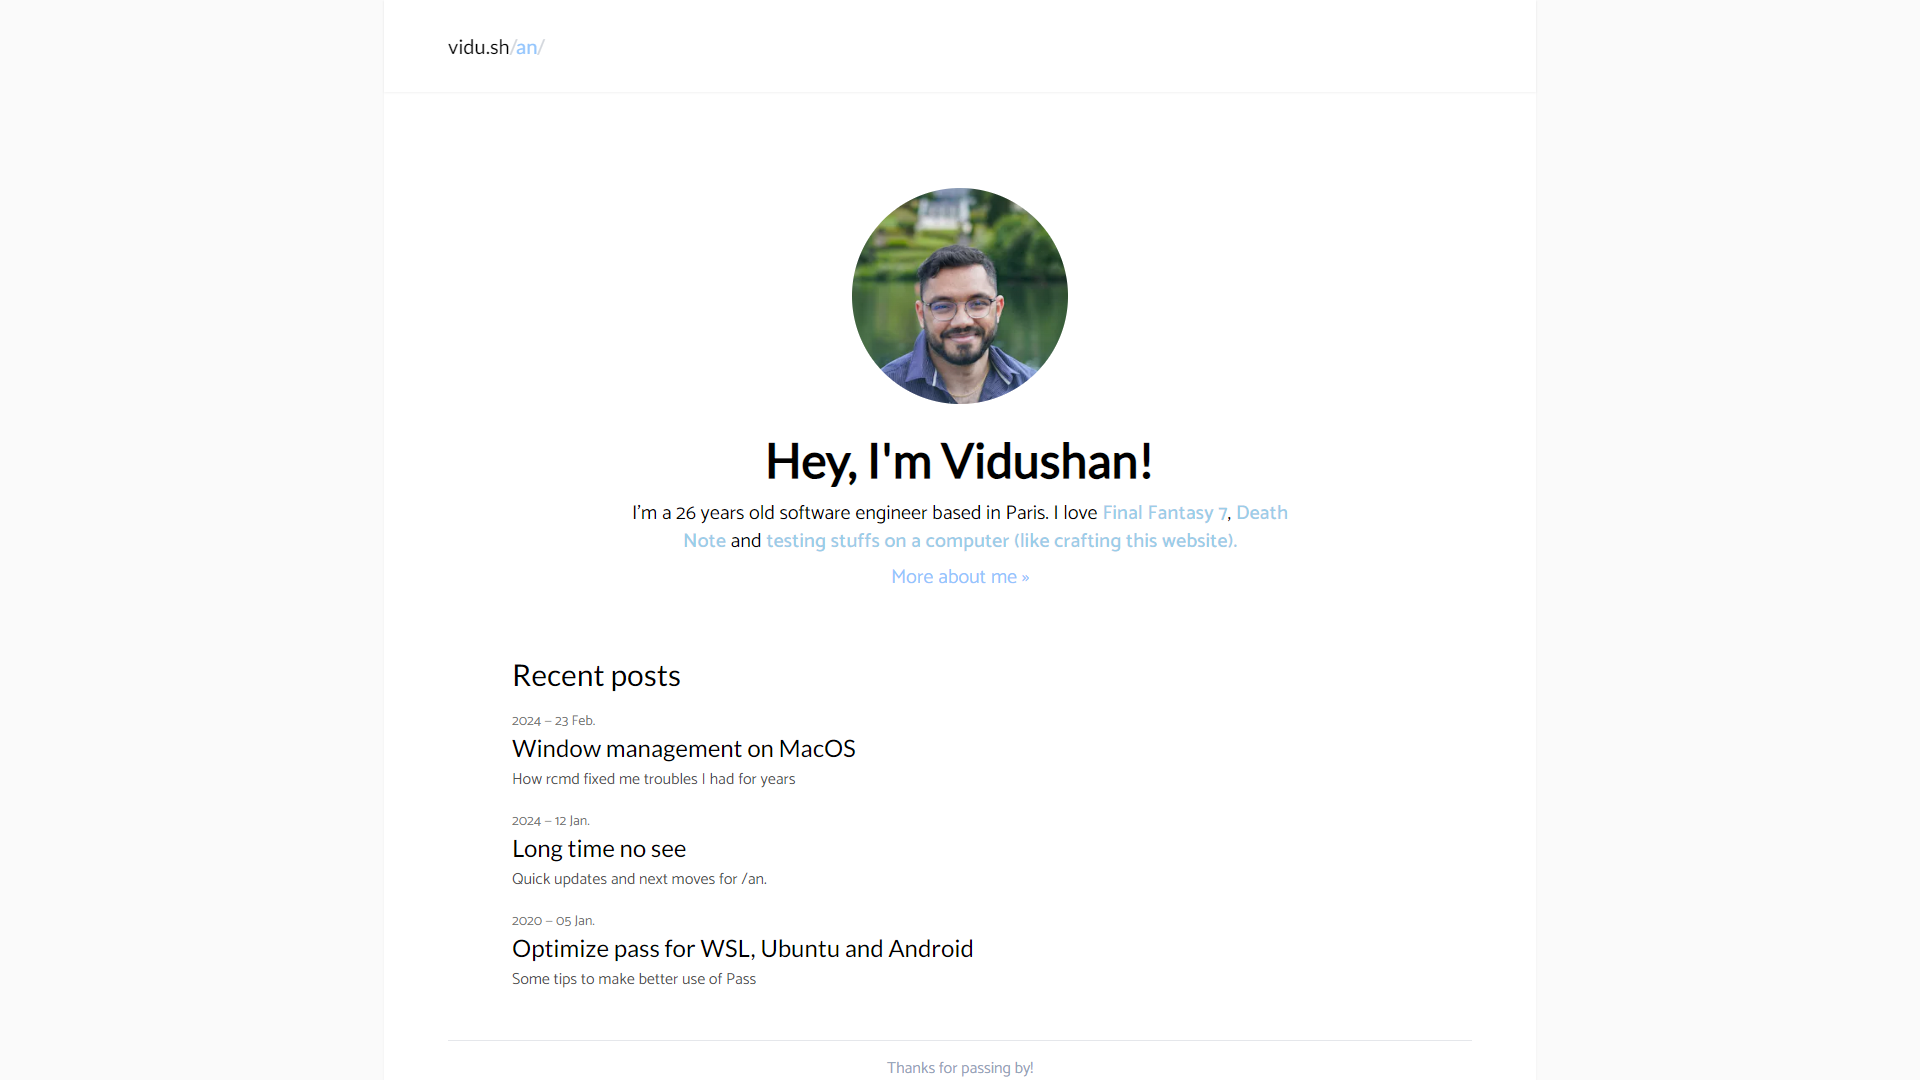 vidu.sh/an/
Hey, I'm Vidushan!
I’m a 26 years old software engineer based in Paris. I love Final Fantasy 7, Death
Note and testing stuffs on a computer (like crafting this website).
More about me »
Recent posts
2024 – 23 Feb.
Window management on MacOS
How rcmd fixed me troubles I had for years
2024 – 12 Jan.
Long time no see
Quick updates and next moves for /an.
2020 – 05 Jan.
Optimize pass for WSL, Ubuntu and Android
Some tips to make better use of Pass
Thanks for passing by!